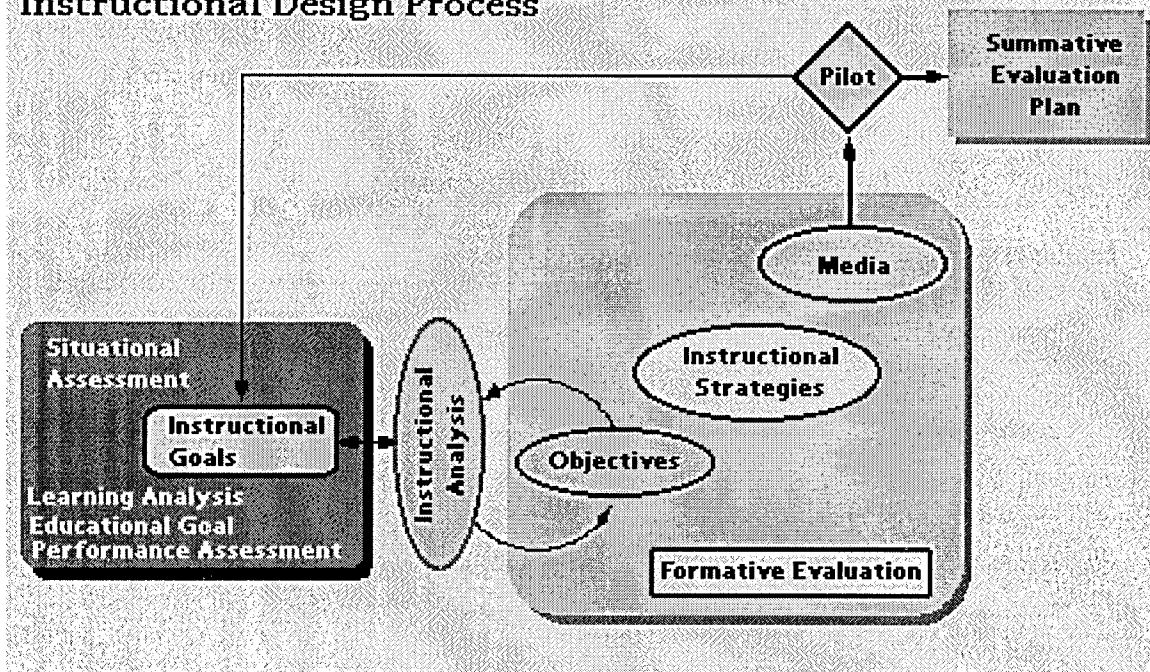 Instructional Design Process
Summative
Evaluation
Plan
Pilot
Media
Instructional
Strategies
Situational
Assessment
Instructional
Goals
Instructional
Analysis
Objectives
Learning Analysis
Educational Goal
Performance Assessment
Formative Evaluation